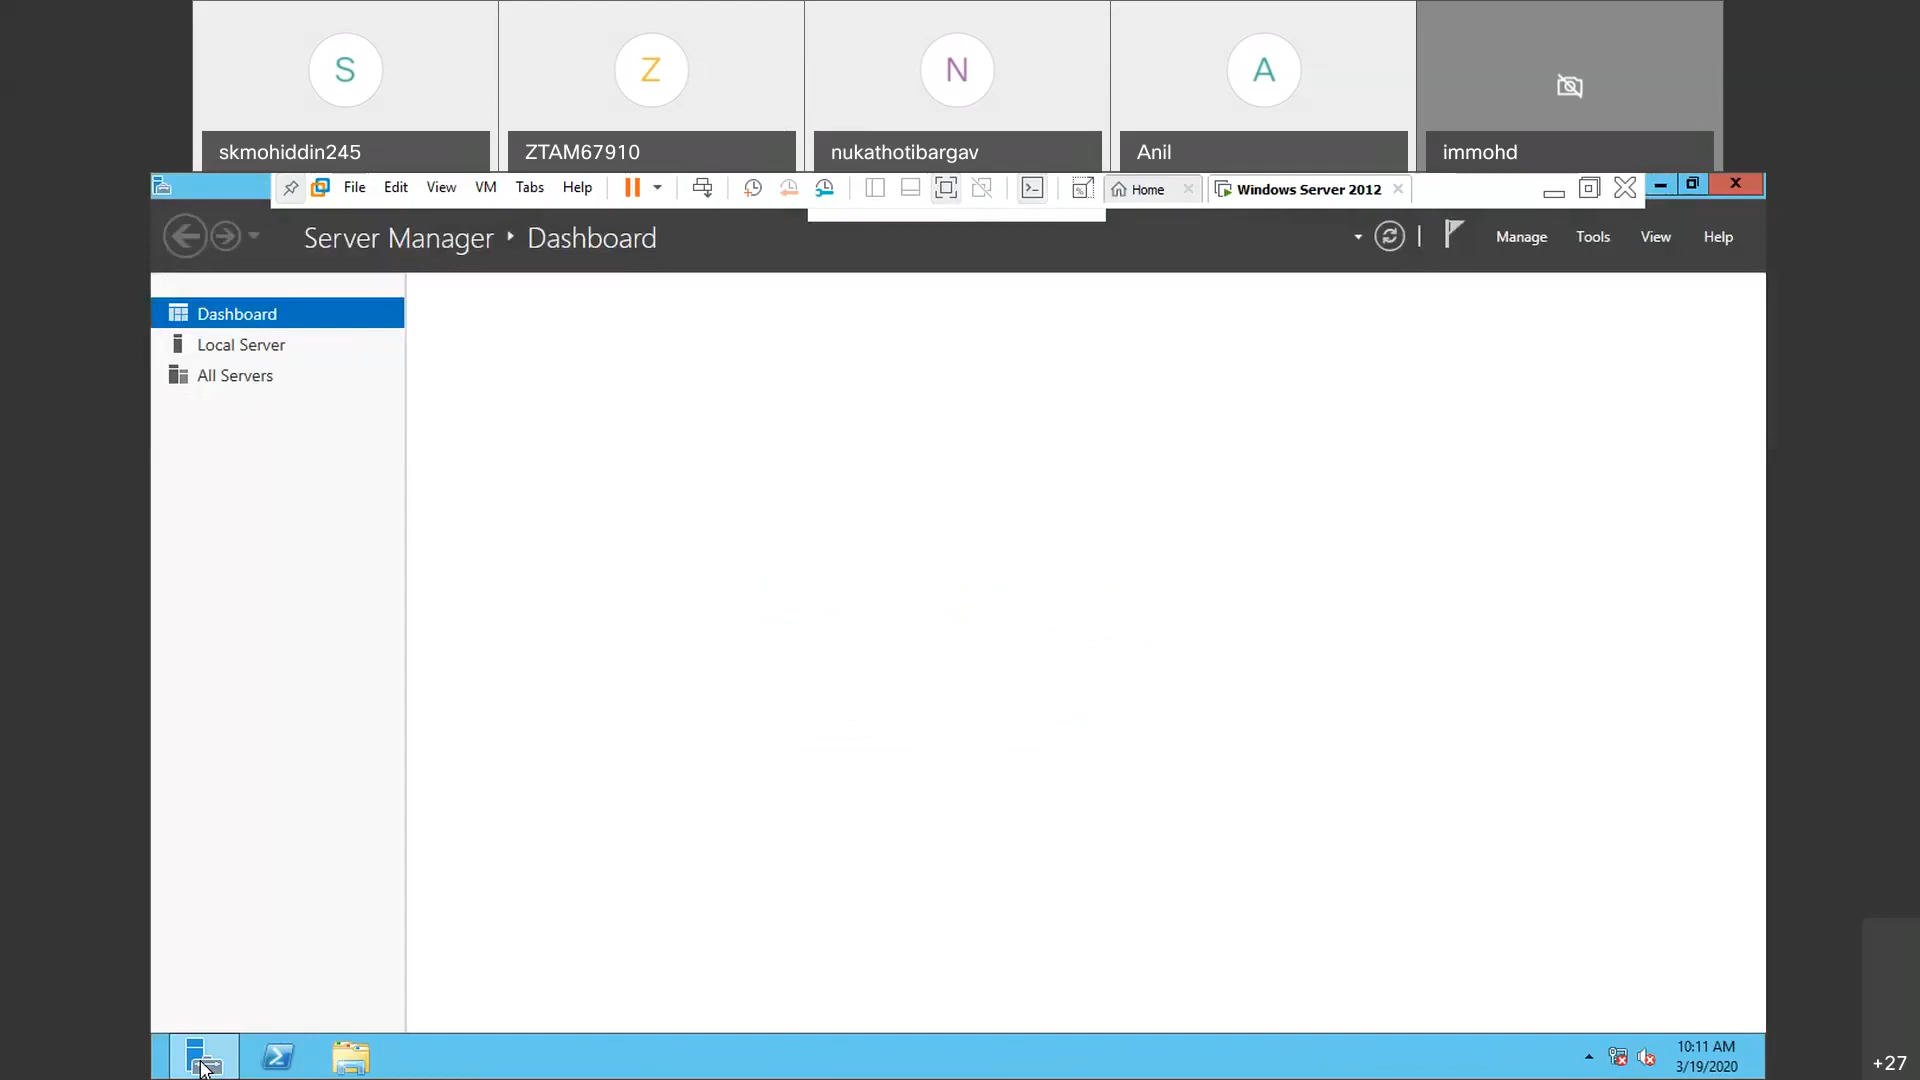 S
Z
N
A
skmohiddin245
ZTAM67910
nukathotibargav
Anil
immohd
File Edit View VM Tabs Help Home Windows Server 2012
Server Manager Dashboard Manage Tools View Help
Dashboard
Local Server
All Servers
10:11 AM
3/19/2020
+27